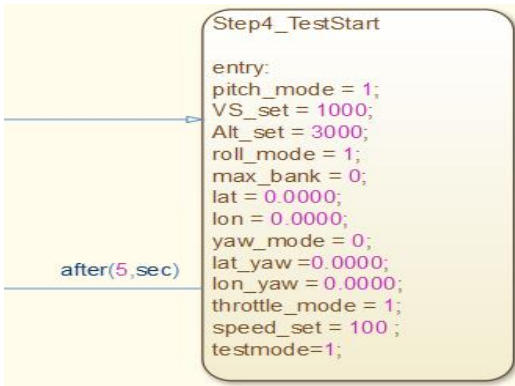 Step4_TestStart
entry:
pitch_mode = 1;
VS_set = 1000;
Alt_set = 3000;
roll_mode = 1;
max_bank = 0;
lat = 0.0000;
lon = 0.0000;
yaw_mode = 0;
lat_yaw =0.0000;
lon_yaw = 0.0000;
throttle_mode = 1;
speed_set = 100 ;
testmode=1;
after(5,sec)